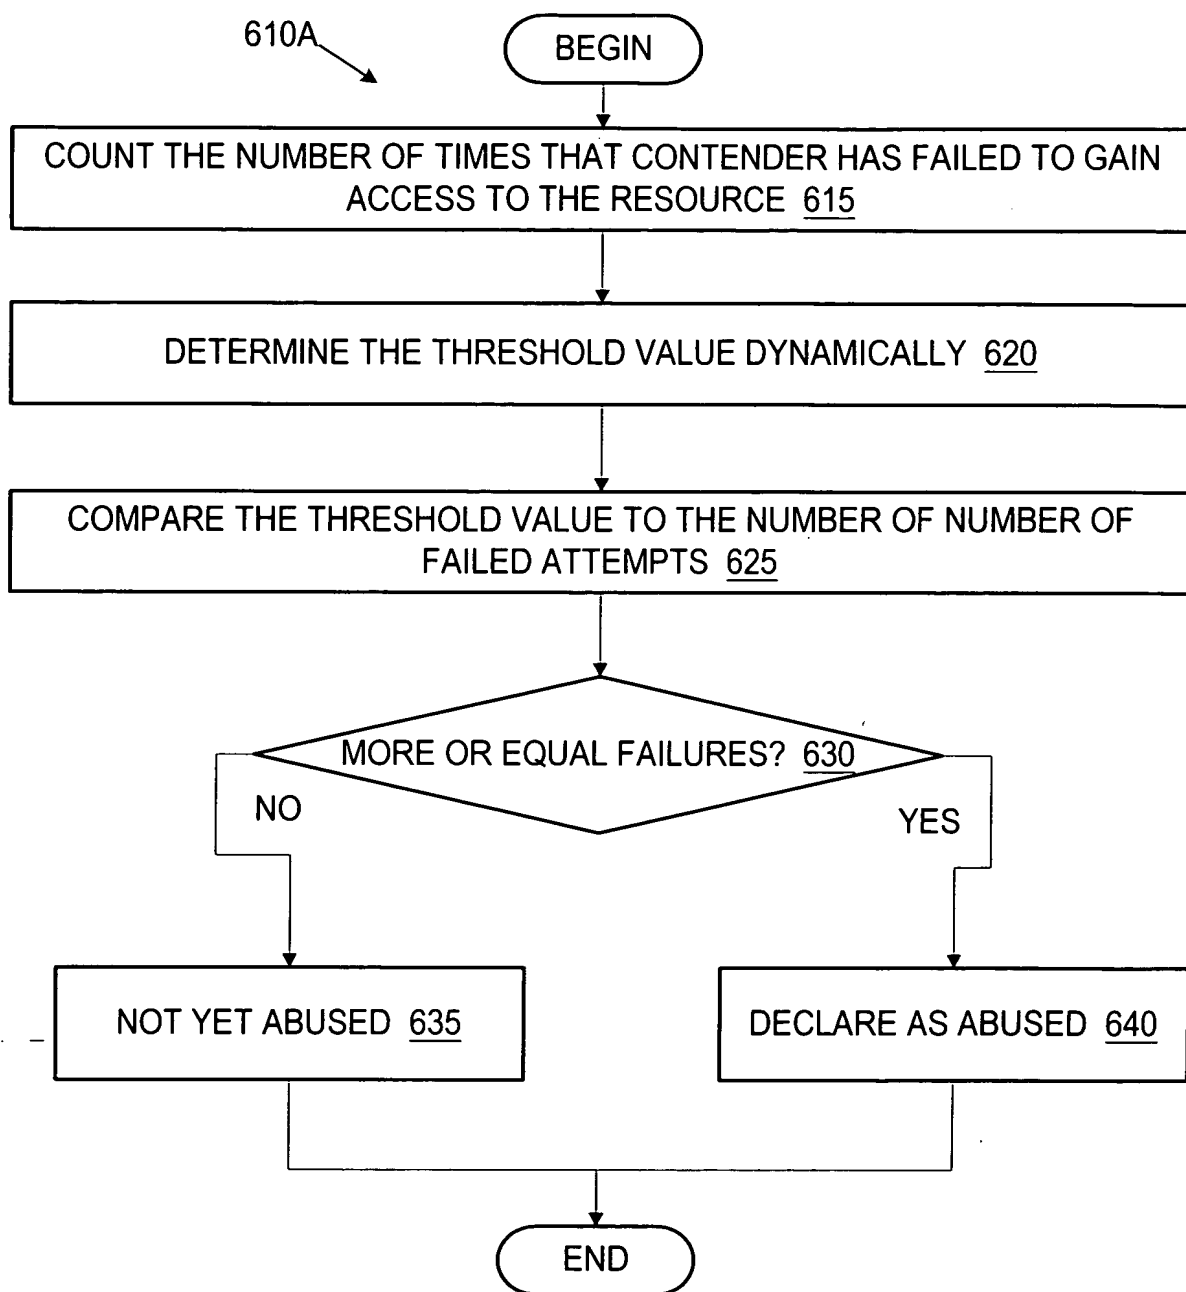 610A
BEGIN
COUNT THE NUMBER OF TIMES THAT CONTENDER HAS FAILED TO GAIN
ACCESS TO THE RESOURCE 615
DETERMINE THE THRESHOLD VALUE DYNAMICALLY 620
COMPARE THE THRESHOLD VALUE TO THE NUMBER OF NUMBER OF
FAILED ATTEMPTS 625
MORE OR EQUAL FAILURES? 630
NO
YES
NOT YET ABUSED 635
DECLARE AS ABUSED 640
END